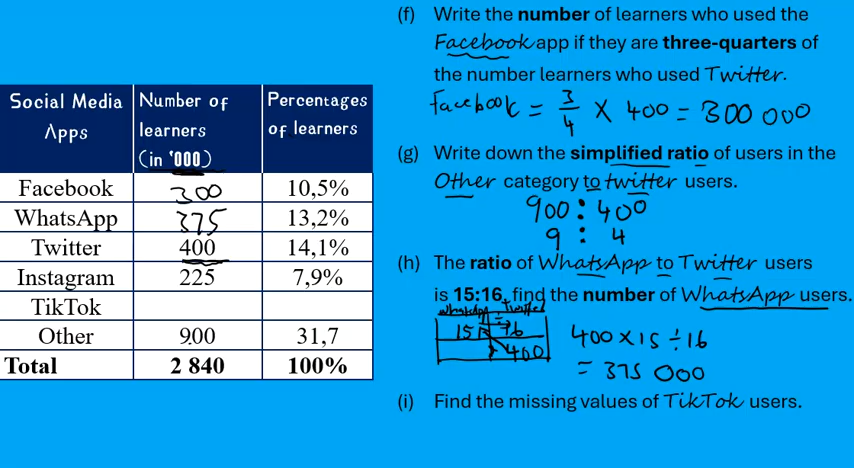 Social Media Apps | Number of learners (in '000) | Percentages of learners
Facebook | 300 | 10,5%
WhatsApp | 375 | 13,2%
Twitter | 400 | 14,1%
Instagram | 225 | 7,9%
TikTok
Other | 900 | 31,7
Total | 2 840 | 100%
(f) Write the number of learners who used the
Facebook app if they are three-quarters of
the number learners who used Twitter.
Facebook = 3/4 × 400 = 300 000
(g) Write down the simplified ratio of users in the
Other category to twitter users.
900 : 400
9 : 4
(h) The ratio of WhatsApp to Twitter users
is 15:16, find the number of WhatsApp users.
WhatsApp : Twitter
15 : 16
400
400 × 15 ÷ 16
= 375 000
(i) Find the missing values of TikTok users.